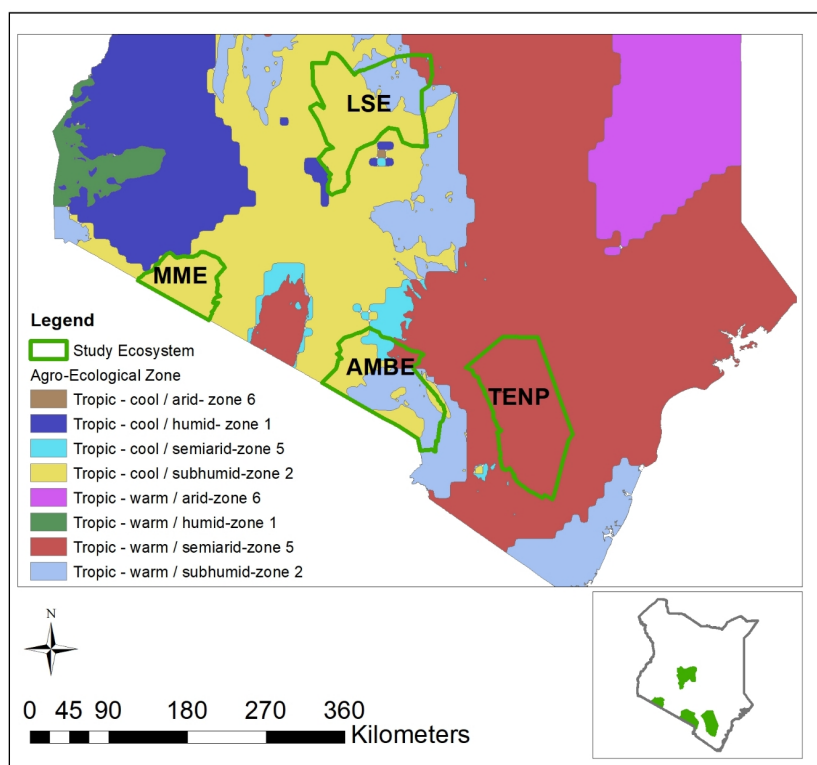 LSE
MME
AMBE
TENP
Legend
Study Ecosystem
Agro-Ecological Zone
Tropic - cool / arid- zone 6
Tropic - cool / humid- zone 1
Tropic - cool / semiarid-zone 5
Tropic - cool / subhumid-zone 2
Tropic - warm / arid-zone 6
Tropic - warm / humid-zone 1
Tropic - warm / semiarid-zone 5
Tropic - warm / subhumid-zone 2
N
0 45 90 180 270 360
Kilometers